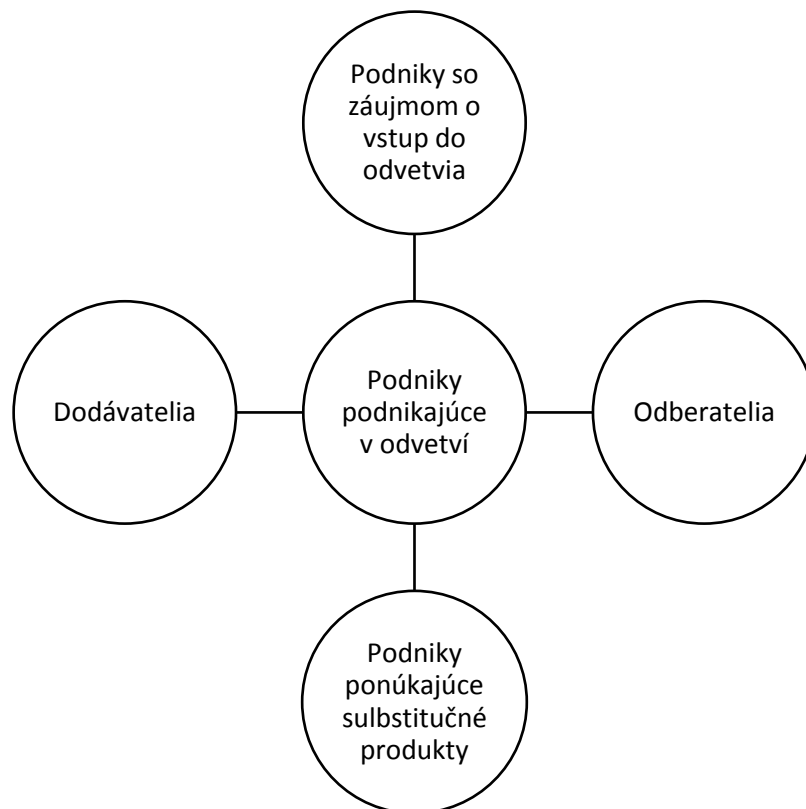 Podniky so
záujmom o
vstup do
odvetvia
Dodávatelia
Podniky
podnikajúce
v odvetví
Odberatelia
Podniky
ponúkajúce
sulbstitučné
produkty